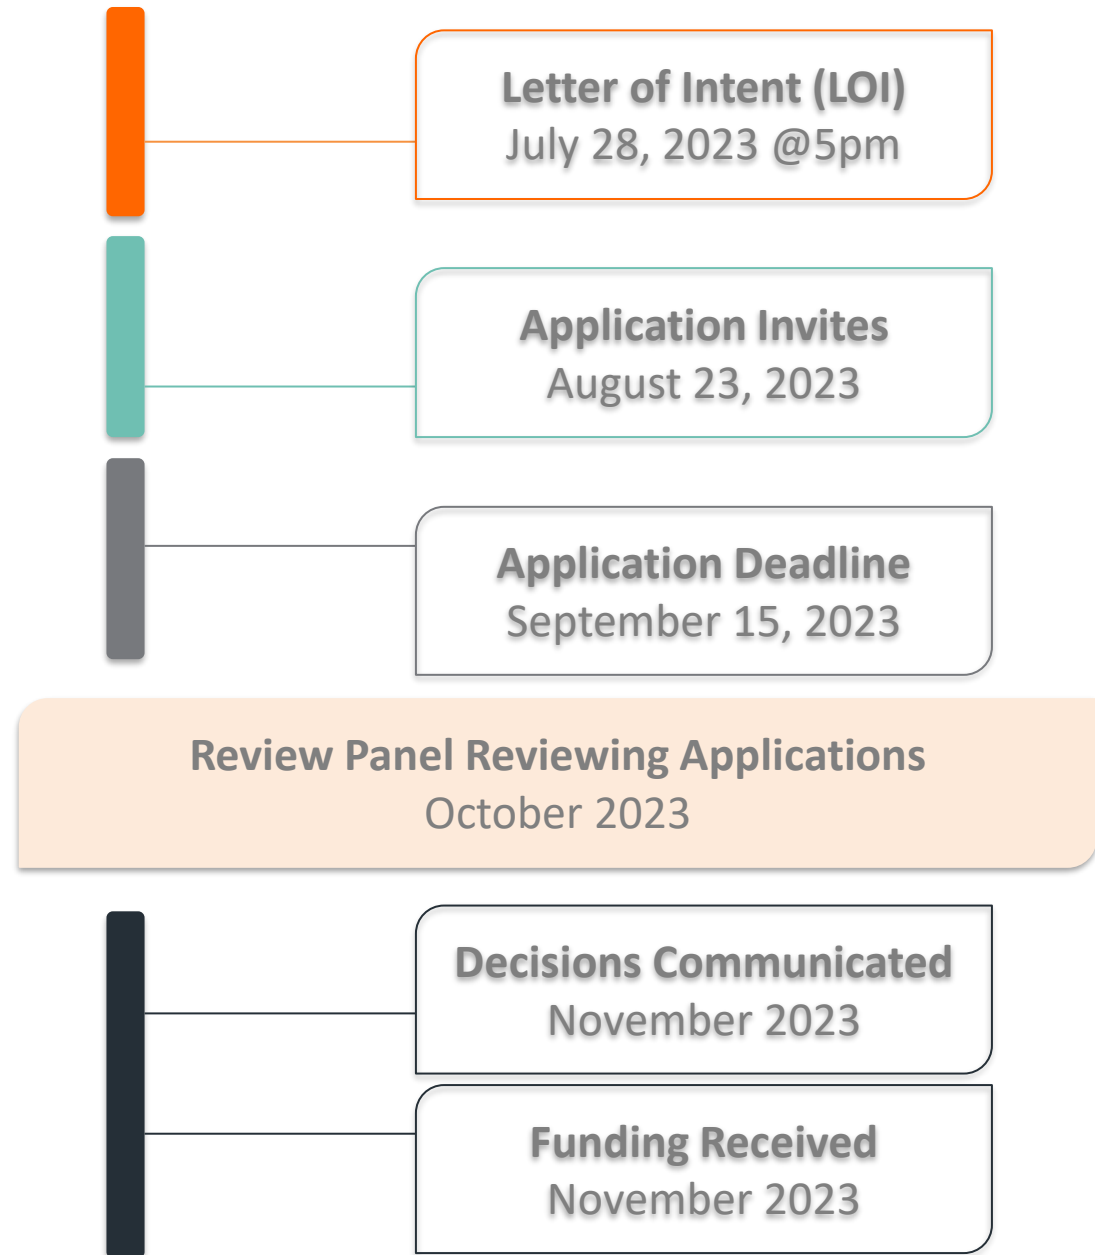 Letter of Intent (LOI)
July 28, 2023 @5pm
Application Invites
August 23, 2023
Application Deadline
September 15, 2023
Review Panel Reviewing Applications
October 2023
Decisions Communicated
November 2023
Funding Received
November 2023